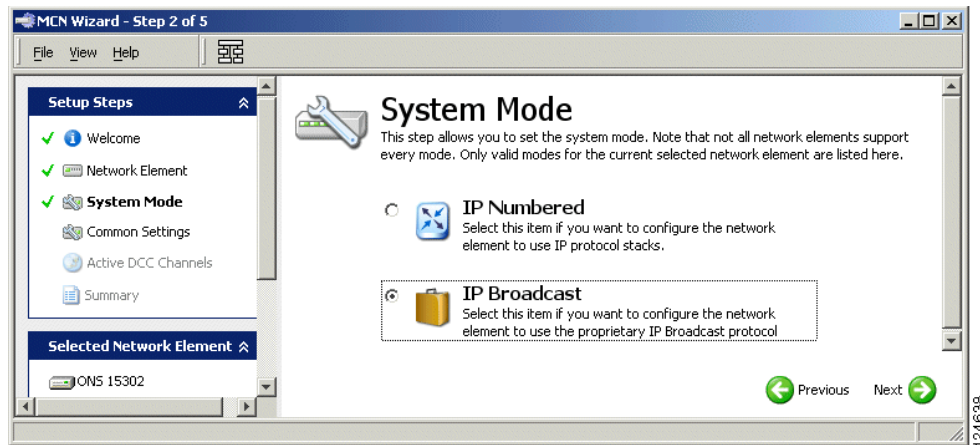 MCN Wizard - Step 2 of 5
File View Help
Setup Steps
Welcome
Network Element
System Mode
Common Settings
Active DCC Channels
Summary
Selected Network Element
ONS 15302
System Mode
This step allows you to set the system mode. Note that not all network elements support
every mode. Only valid modes for the current selected network element are listed here.
IP Numbered
Select this item if you want to configure the network
element to use IP protocol stacks.
IP Broadcast
Select this item if you want to configure the network
element to use the proprietary IP Broadcast protocol
Previous Next